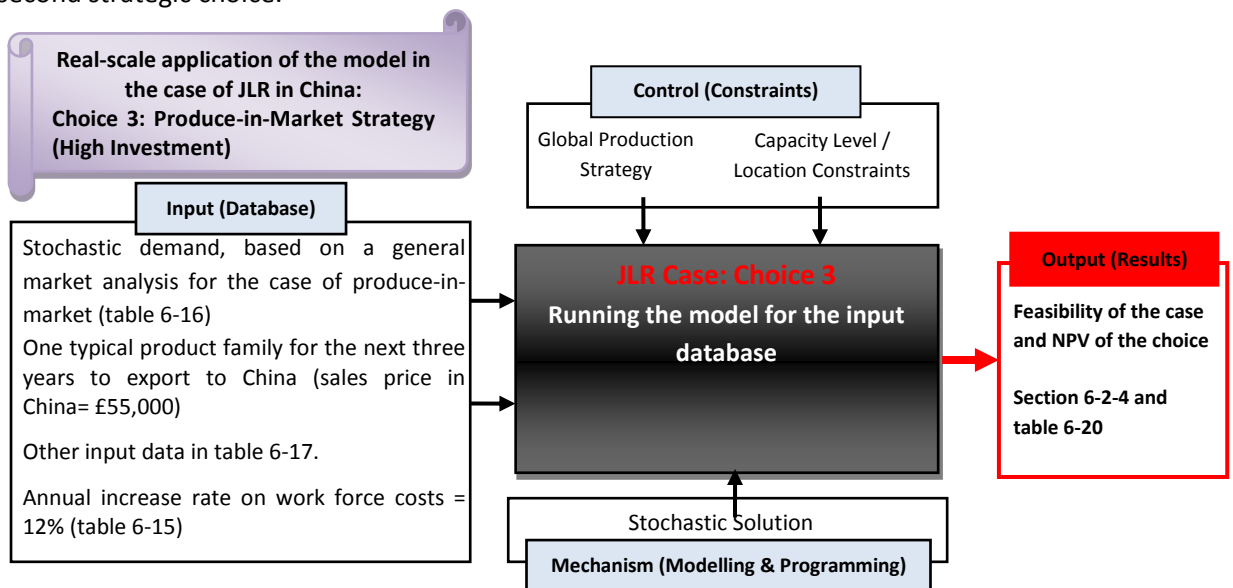 second strategic choice.
Real-scale application of the model in
the case of JLR in China:
Choice 3: Produce-in-Market Strategy
(High Investment)
Control (Constraints)
Global Production
Strategy
Capacity Level /
Location Constraints
Input (Database)
Stochastic demand, based on a general
market analysis for the case of produce-in-
market (table 6-16)
One typical product family for the next three
years to export to China (sales price in
China= £55,000)
Other input data in table 6-17.
Annual increase rate on work force costs =
12% (table 6-15)
JLR Case: Choice 3
Running the model for the input
database
Output (Results)
Feasibility of the case
and NPV of the choice
Section 6-2-4 and
table 6-20
Stochastic Solution
Mechanism (Modelling & Programming)